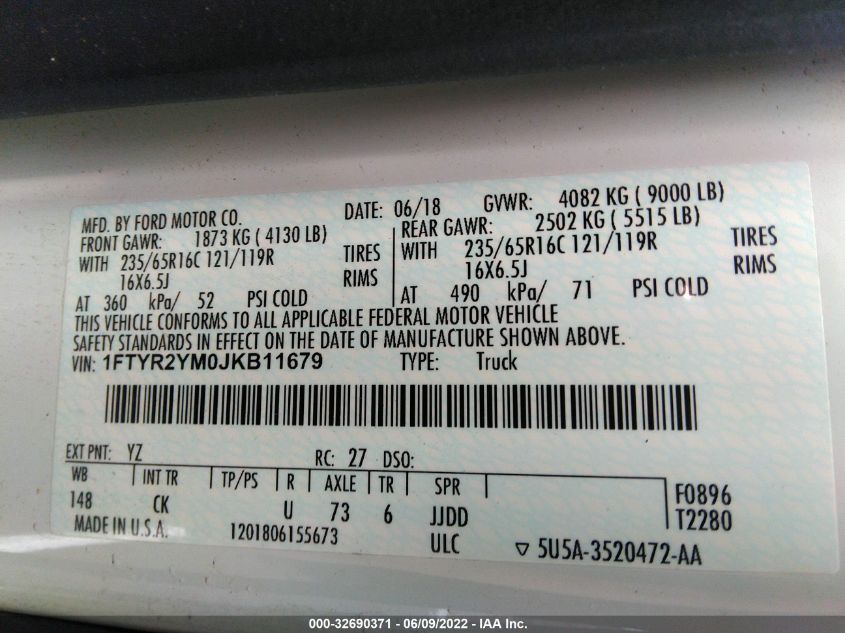 MFD. BY FORD MOTOR CO. DATE: 06/18 GVWR: 4082 KG ( 9000 LB)
FRONT GAWR: 1873 KG ( 4130 LB) REAR GAWR: 2502 KG ( 5515 LB)
WITH 235/65R16C 121/119R TIRES WITH 235/65R16C 121/119R TIRES
16X6.5J RIMS 16X6.5J RIMS
AT 360 kPa/ 52 PSI COLD AT 490 kPa/ 71 PSI COLD
THIS VEHICLE CONFORMS TO ALL APPLICABLE FEDERAL MOTOR VEHICLE
SAFETY STANDARDS IN EFFECT ON THE DATE OF MANUFACTURE SHOWN ABOVE.
VIN: 1FTYR2YM0JKB11679 TYPE: Truck
EXT PNT: YZ RC: 27 DSO:
WB INT TR TP/PS R AXLE TR SPR F0896
148 CK U 73 6 JJDD T2280
MADE IN U.S.A. 1201806155673 ULC ▽ 5U5A-3520472-AA
000-32690371 - 06/09/2022 - IAA Inc.